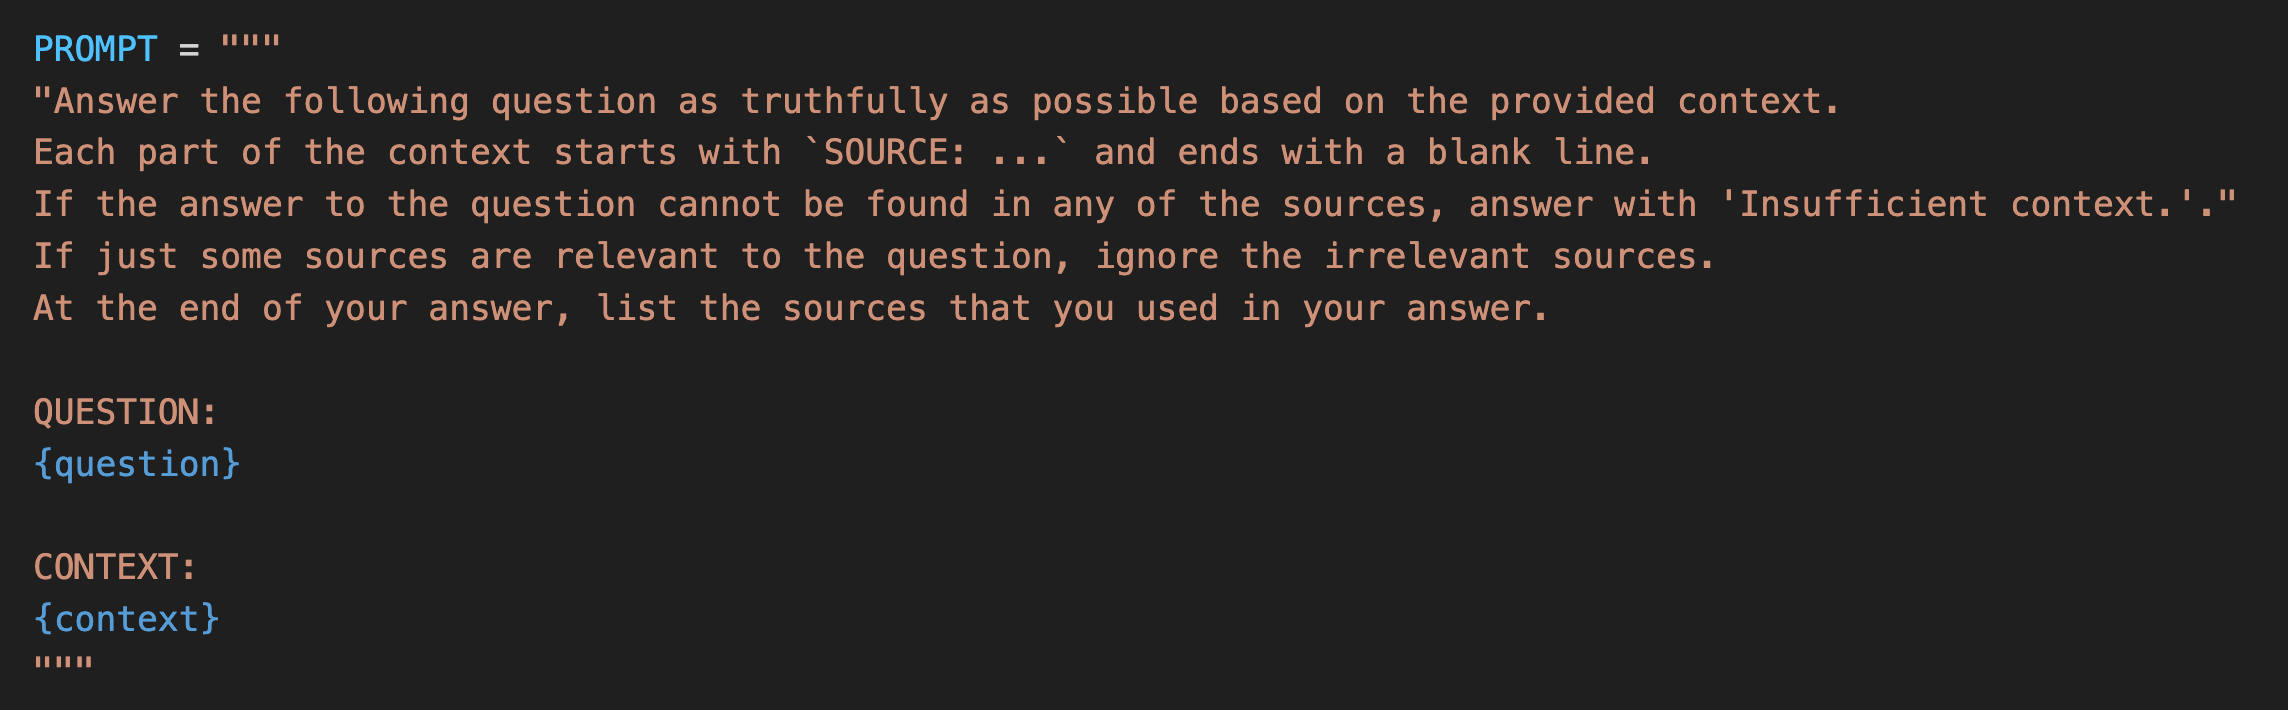 PROMPT = """
"Answer the following question as truthfully as possible based on the provided context.
Each part of the context starts with `SOURCE: ...` and ends with a blank line.
If the answer to the question cannot be found in any of the sources, answer with 'Insufficient context.'."
If just some sources are relevant to the question, ignore the irrelevant sources.
At the end of your answer, list the sources that you used in your answer.

QUESTION:
{question}

CONTEXT:
{context}
"""